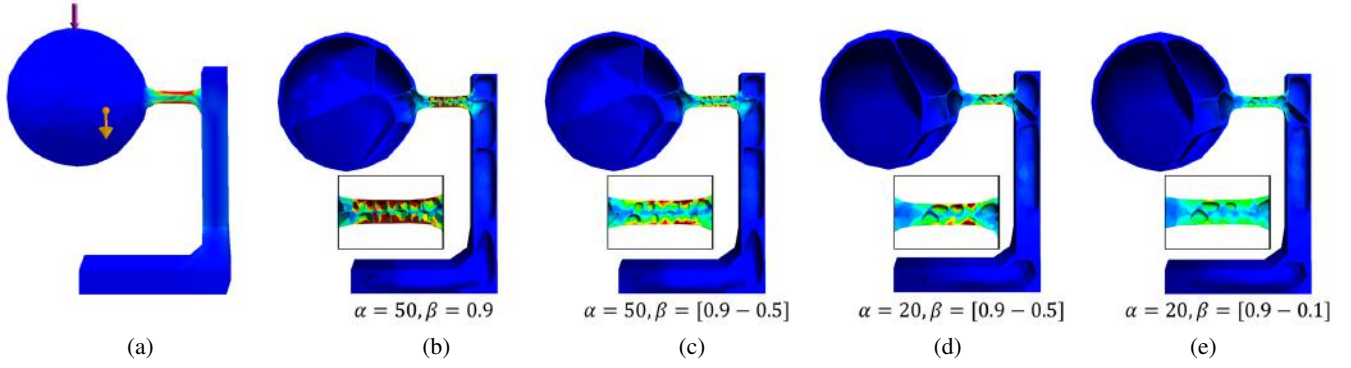 α = 50, β = 0.9
α = 50, β = [0.9 − 0.5]
α = 20, β = [0.9 − 0.5]
α = 20, β = [0.9 − 0.1]
(a)
(b)
(c)
(d)
(e)